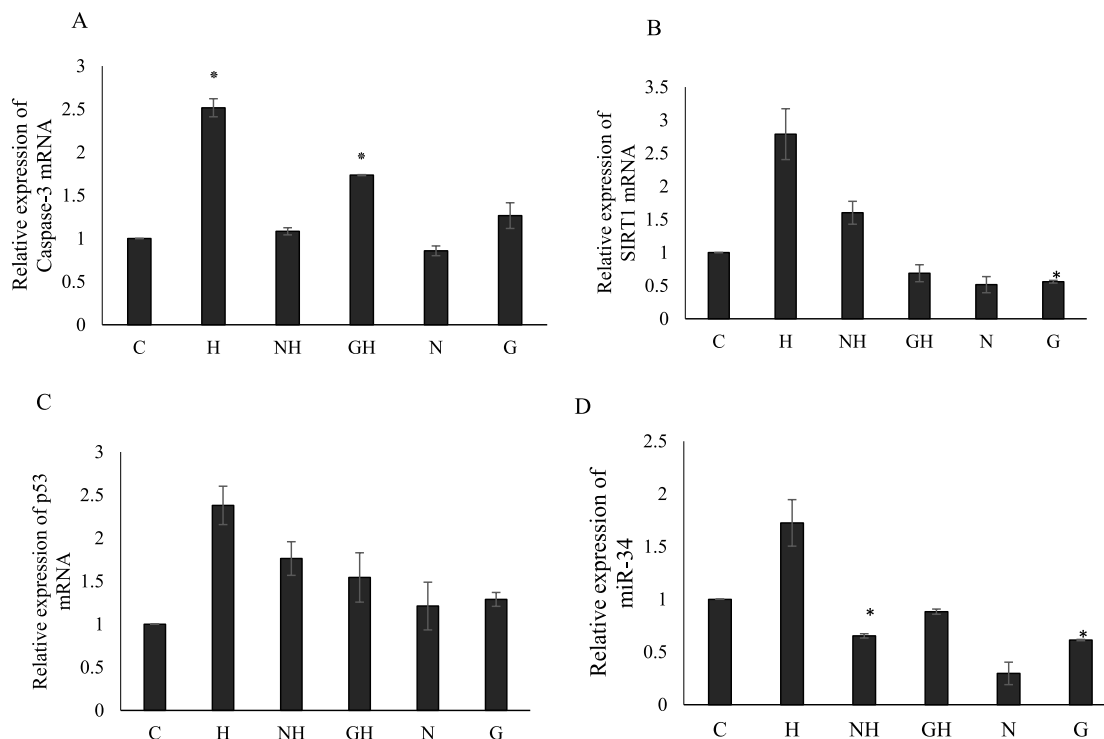 A
Relative expression of
Caspase-3 mRNA
3
2.5
2
1.5
1
0.5
0
*
*
C H NH GH N G
B
Relative expression of
SIRT1 mRNA
3.5
3
2.5
2
1.5
1
0.5
0
*
C H NH GH N G
C
Relative expression of p53
mRNA
3
2.5
2
1.5
1
0.5
0
C H NH GH N G
D
Relative expression of
miR-34
2.5
2
1.5
1
0.5
0
*
*
C H NH GH N G